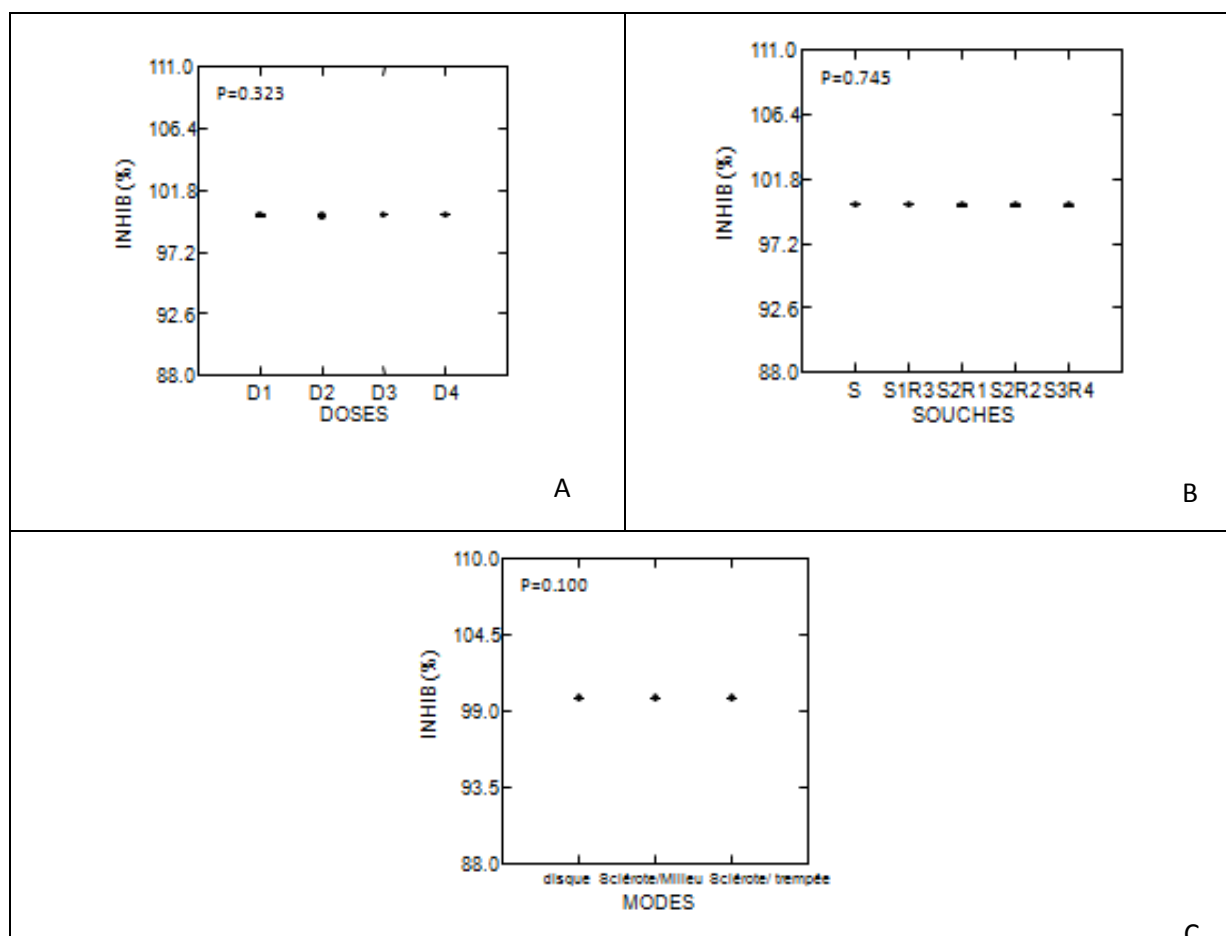 111.0
P=0.323
106.4
101.8
97.2
92.6
88.0
INHIB (%)
D1 D2 D3 D4
DOSES
A
111.0
P=0.745
106.4
101.8
97.2
92.6
88.0
INHIB (%)
S S1R3 S2R1 S2R2 S3R4
SOUCHES
B
110.0
P=0.100
104.5
99.0
93.5
88.0
INHIB (%)
disque Sclérote/Milieu Sclérote/ trempée
MODES
C